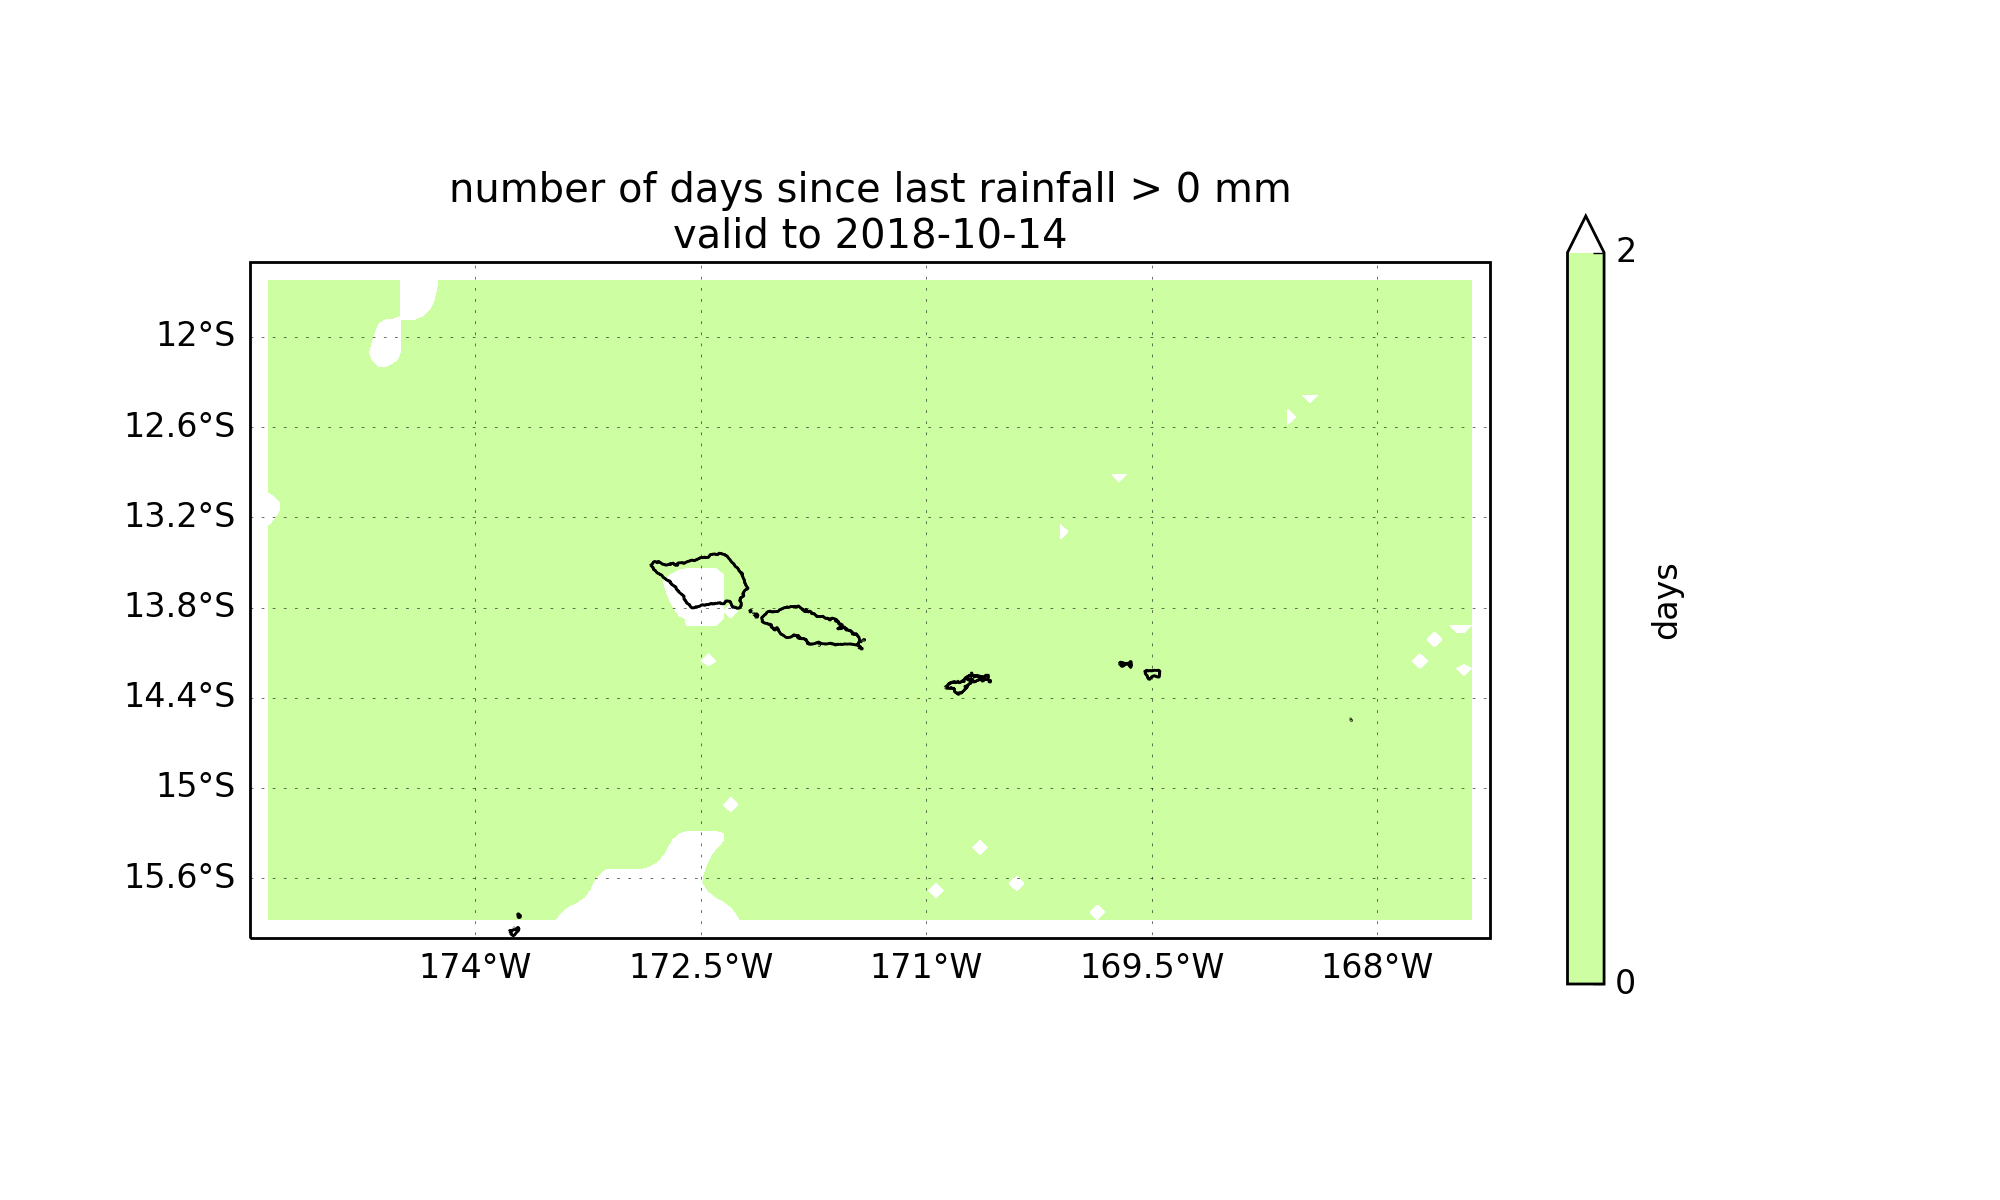 number of days since last rainfall > 0 mm
valid to 2018-10-14
2
12°S
12.6°S
13.2°S
13.8°S
14.4°S
15°S
15.6°S
days
174°W 172.5°W 171°W 169.5°W 168°W
0